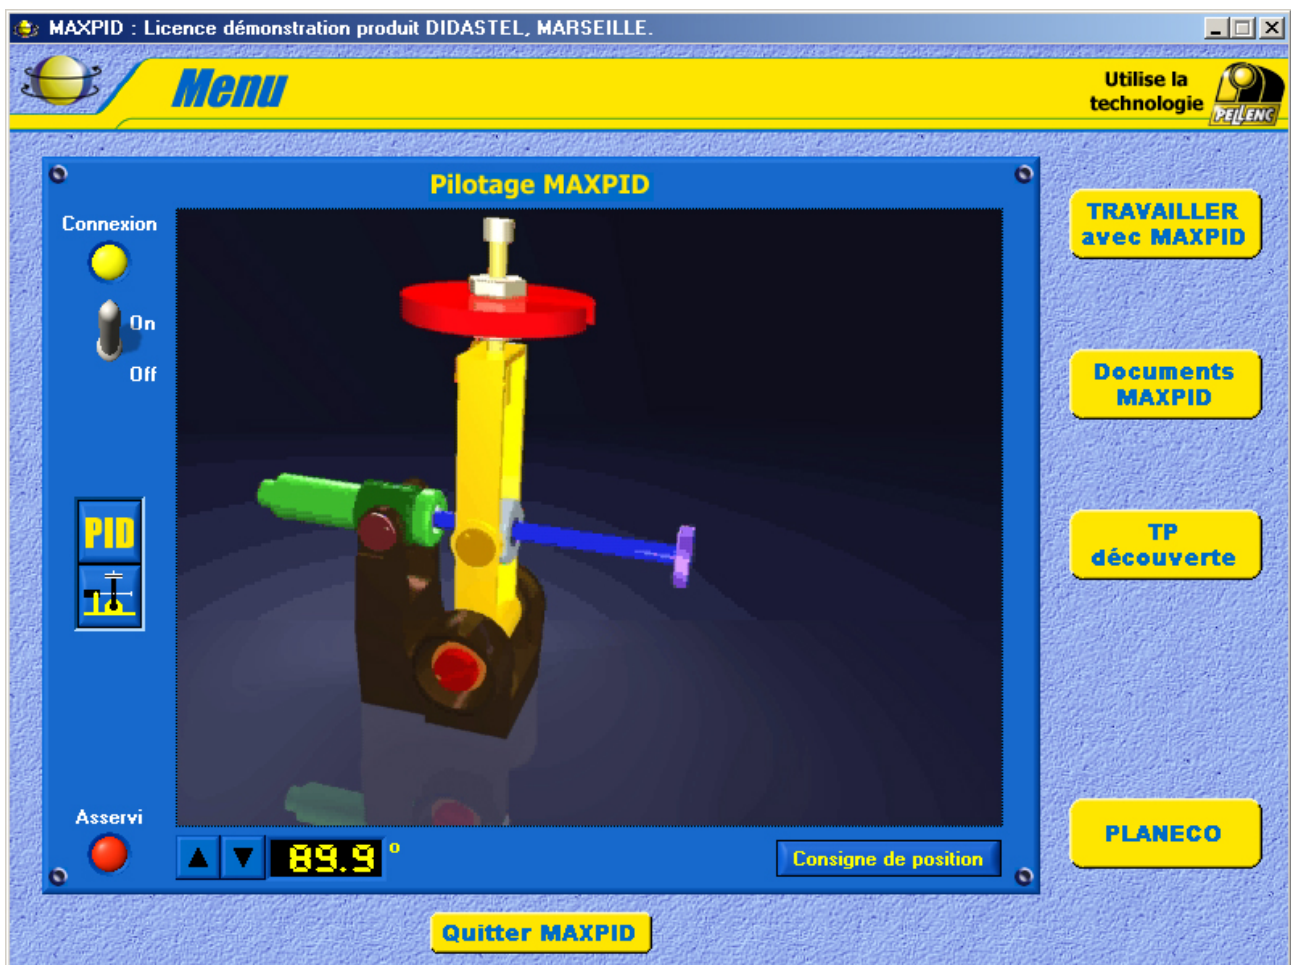 MAXPID : Licence démonstration produit DIDASTEL, MARSEILLE.
Menu
Utilise la
technologie
PELLENC
Pilotage MAXPID
Connexion
On
Off
PID
Asservi
89.9 °
Consigne de position
TRAVAILLER
avec MAXPID
Documents
MAXPID
TP
découverte
PLANECO
Quitter MAXPID